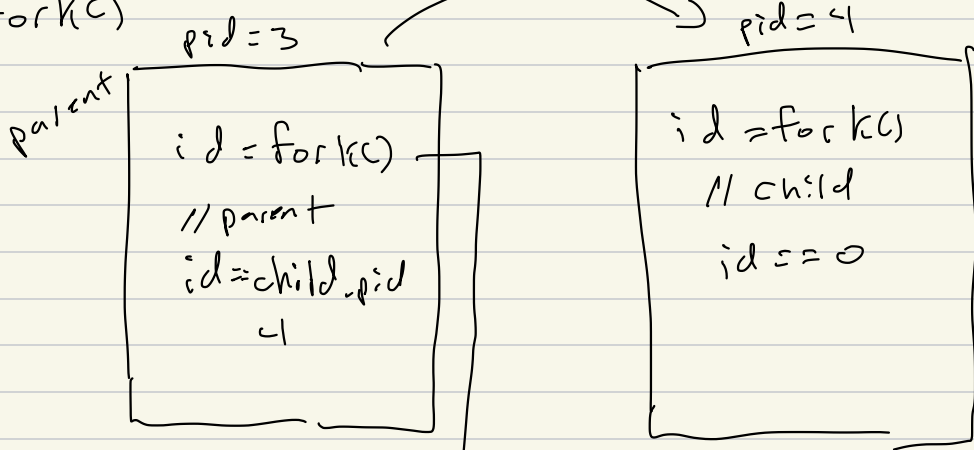 fork()
pid = 3
pid = 4
parent
id = fork()
// parent
id = child_pid
4
id = fork()
// child
id == 0